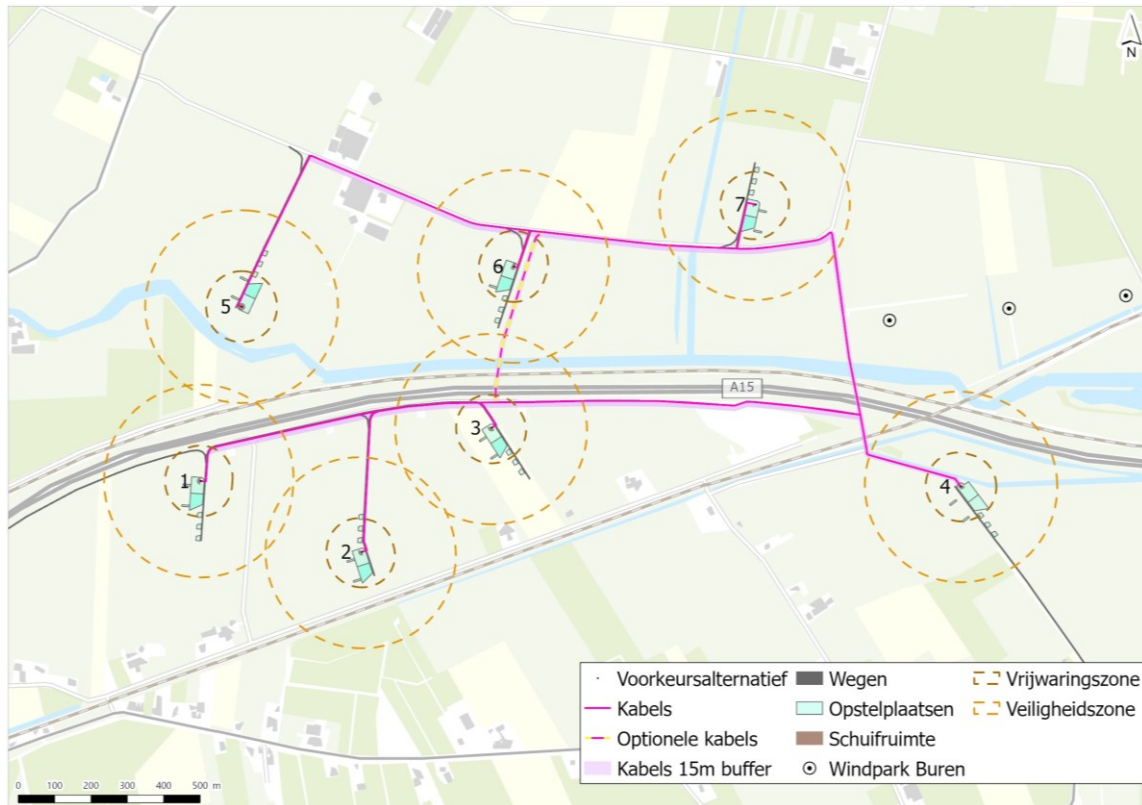 N
7
6
5
A15
3
1
4
2
Voorkeursalternatief
Kabels
Optionele kabels
Kabels 15m buffer
Wegen
Opstelplaatsen
Schuifruimte
Windpark Buren
Vrijwaringszone
Veiligheidszone
0 100 200 300 400 500 m